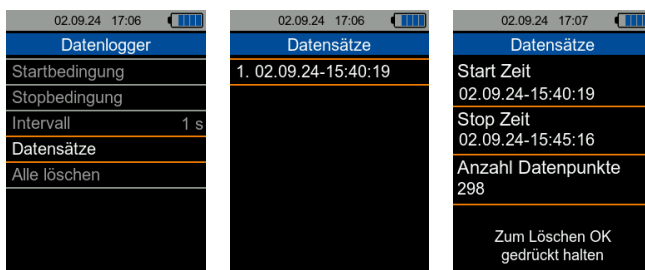 02.09.24 17:06
Datenlogger
Startbedingung
Stopbedingung
Intervall 1 s
Datensätze
Alle löschen
02.09.24 17:06
Datensätze
1. 02.09.24-15:40:19
02.09.24 17:07
Datensätze
Start Zeit
02.09.24-15:40:19
Stop Zeit
02.09.24-15:45:16
Anzahl Datenpunkte
298
Zum Löschen OK
gedrückt halten